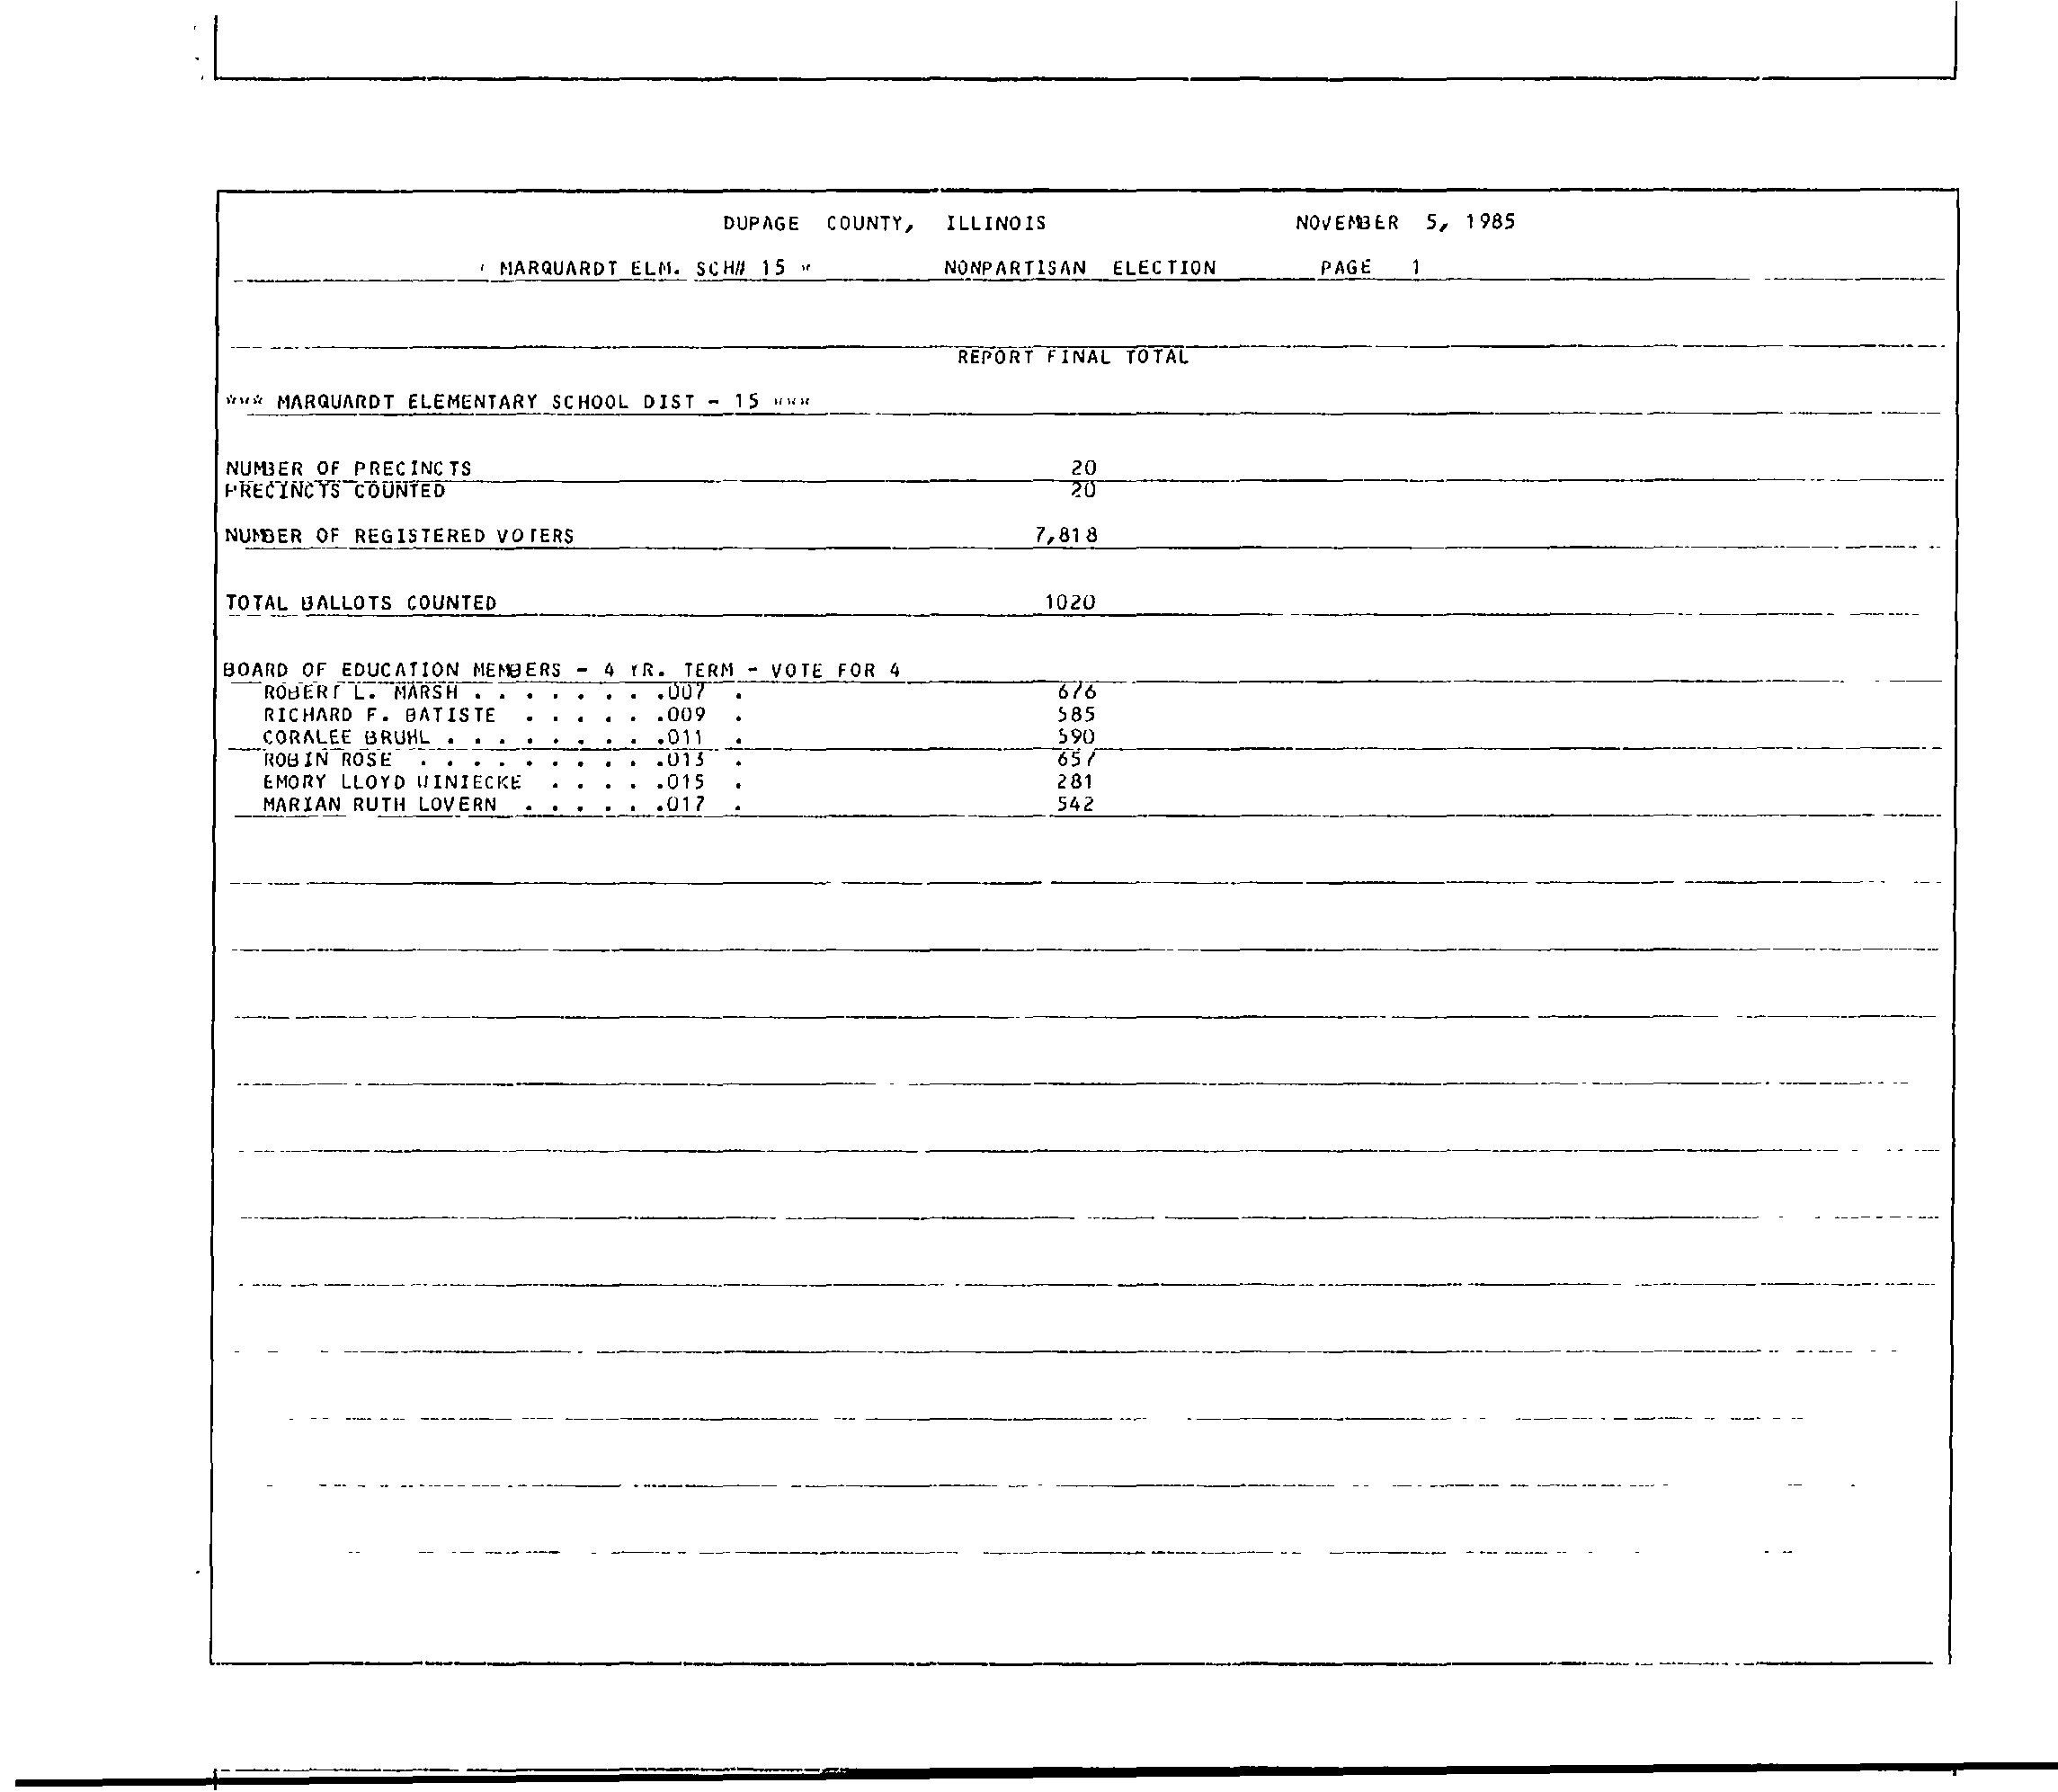 DUPAGE COUNTY, ILLINOIS NOVEMBER 5, 1985
* MARQUARDT ELM. SCH# 15 * NONPARTISAN ELECTION PAGE 1
REPORT FINAL TOTAL
*** MARQUARDT ELEMENTARY SCHOOL DIST - 15 ***
NUMBER OF PRECINCTS 20
PRECINCTS COUNTED 20
NUMBER OF REGISTERED VOTERS 7,818
TOTAL BALLOTS COUNTED 1020
BOARD OF EDUCATION MEMBERS - 4 YR. TERM - VOTE FOR 4
ROBERT L. MARSH . . . . . . . .007 . 676
RICHARD F. BATISTE . . . . . .009 . 585
CORALEE BRUHL . . . . . . . . .011 . 590
ROBIN ROSE . . . . . . . . . .013 . 657
EMORY LLOYD WINIECKE . . . . .015 . 281
MARIAN RUTH LOVERN . . . . . .017 . 542